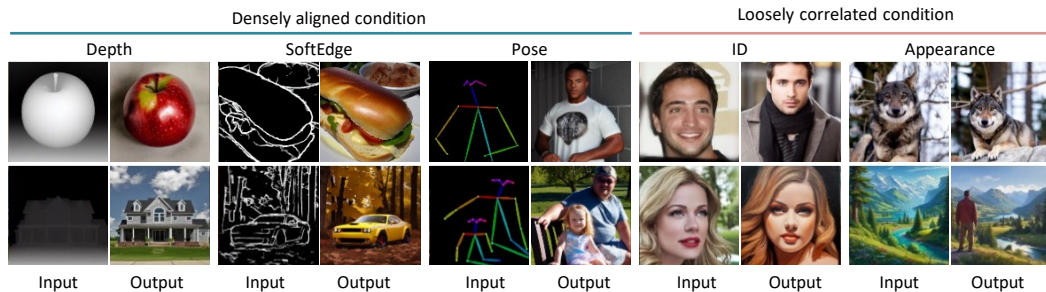 Densely aligned condition
Loosely correlated condition
Depth
SoftEdge
Pose
ID
Appearance
Input
Output
Input
Output
Input
Output
Input
Output
Input
Output